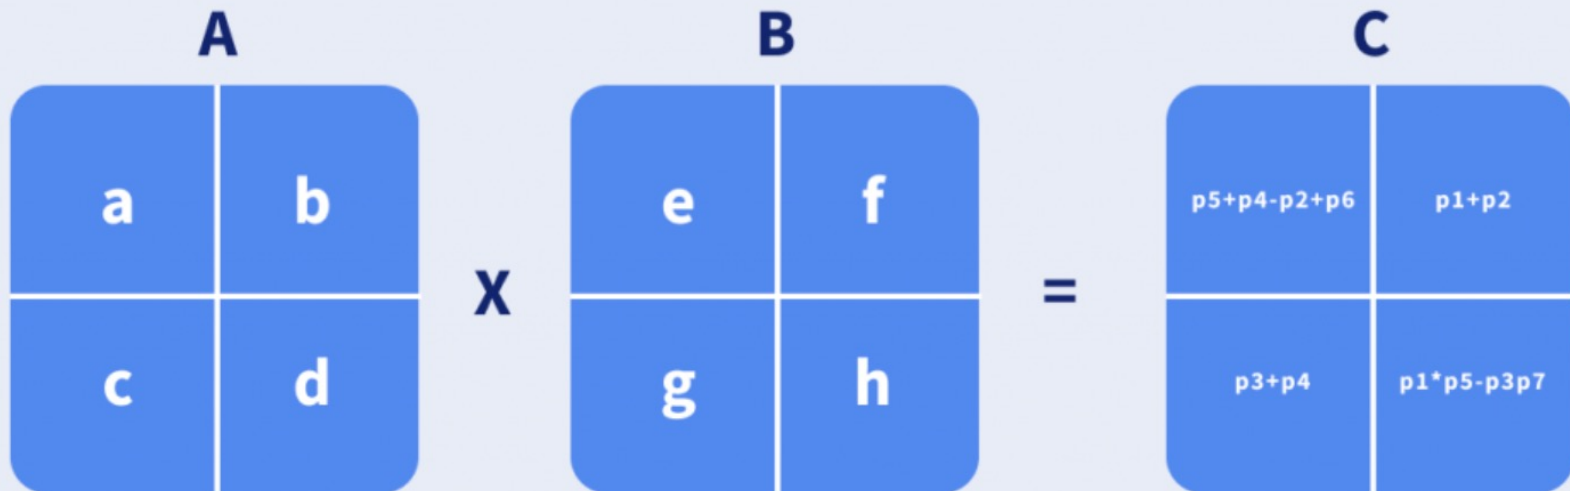 A B C
a b e f p5+p4-p2+p6 p1+p2
X =
c d g h p3+p4 p1*p5-p3p7